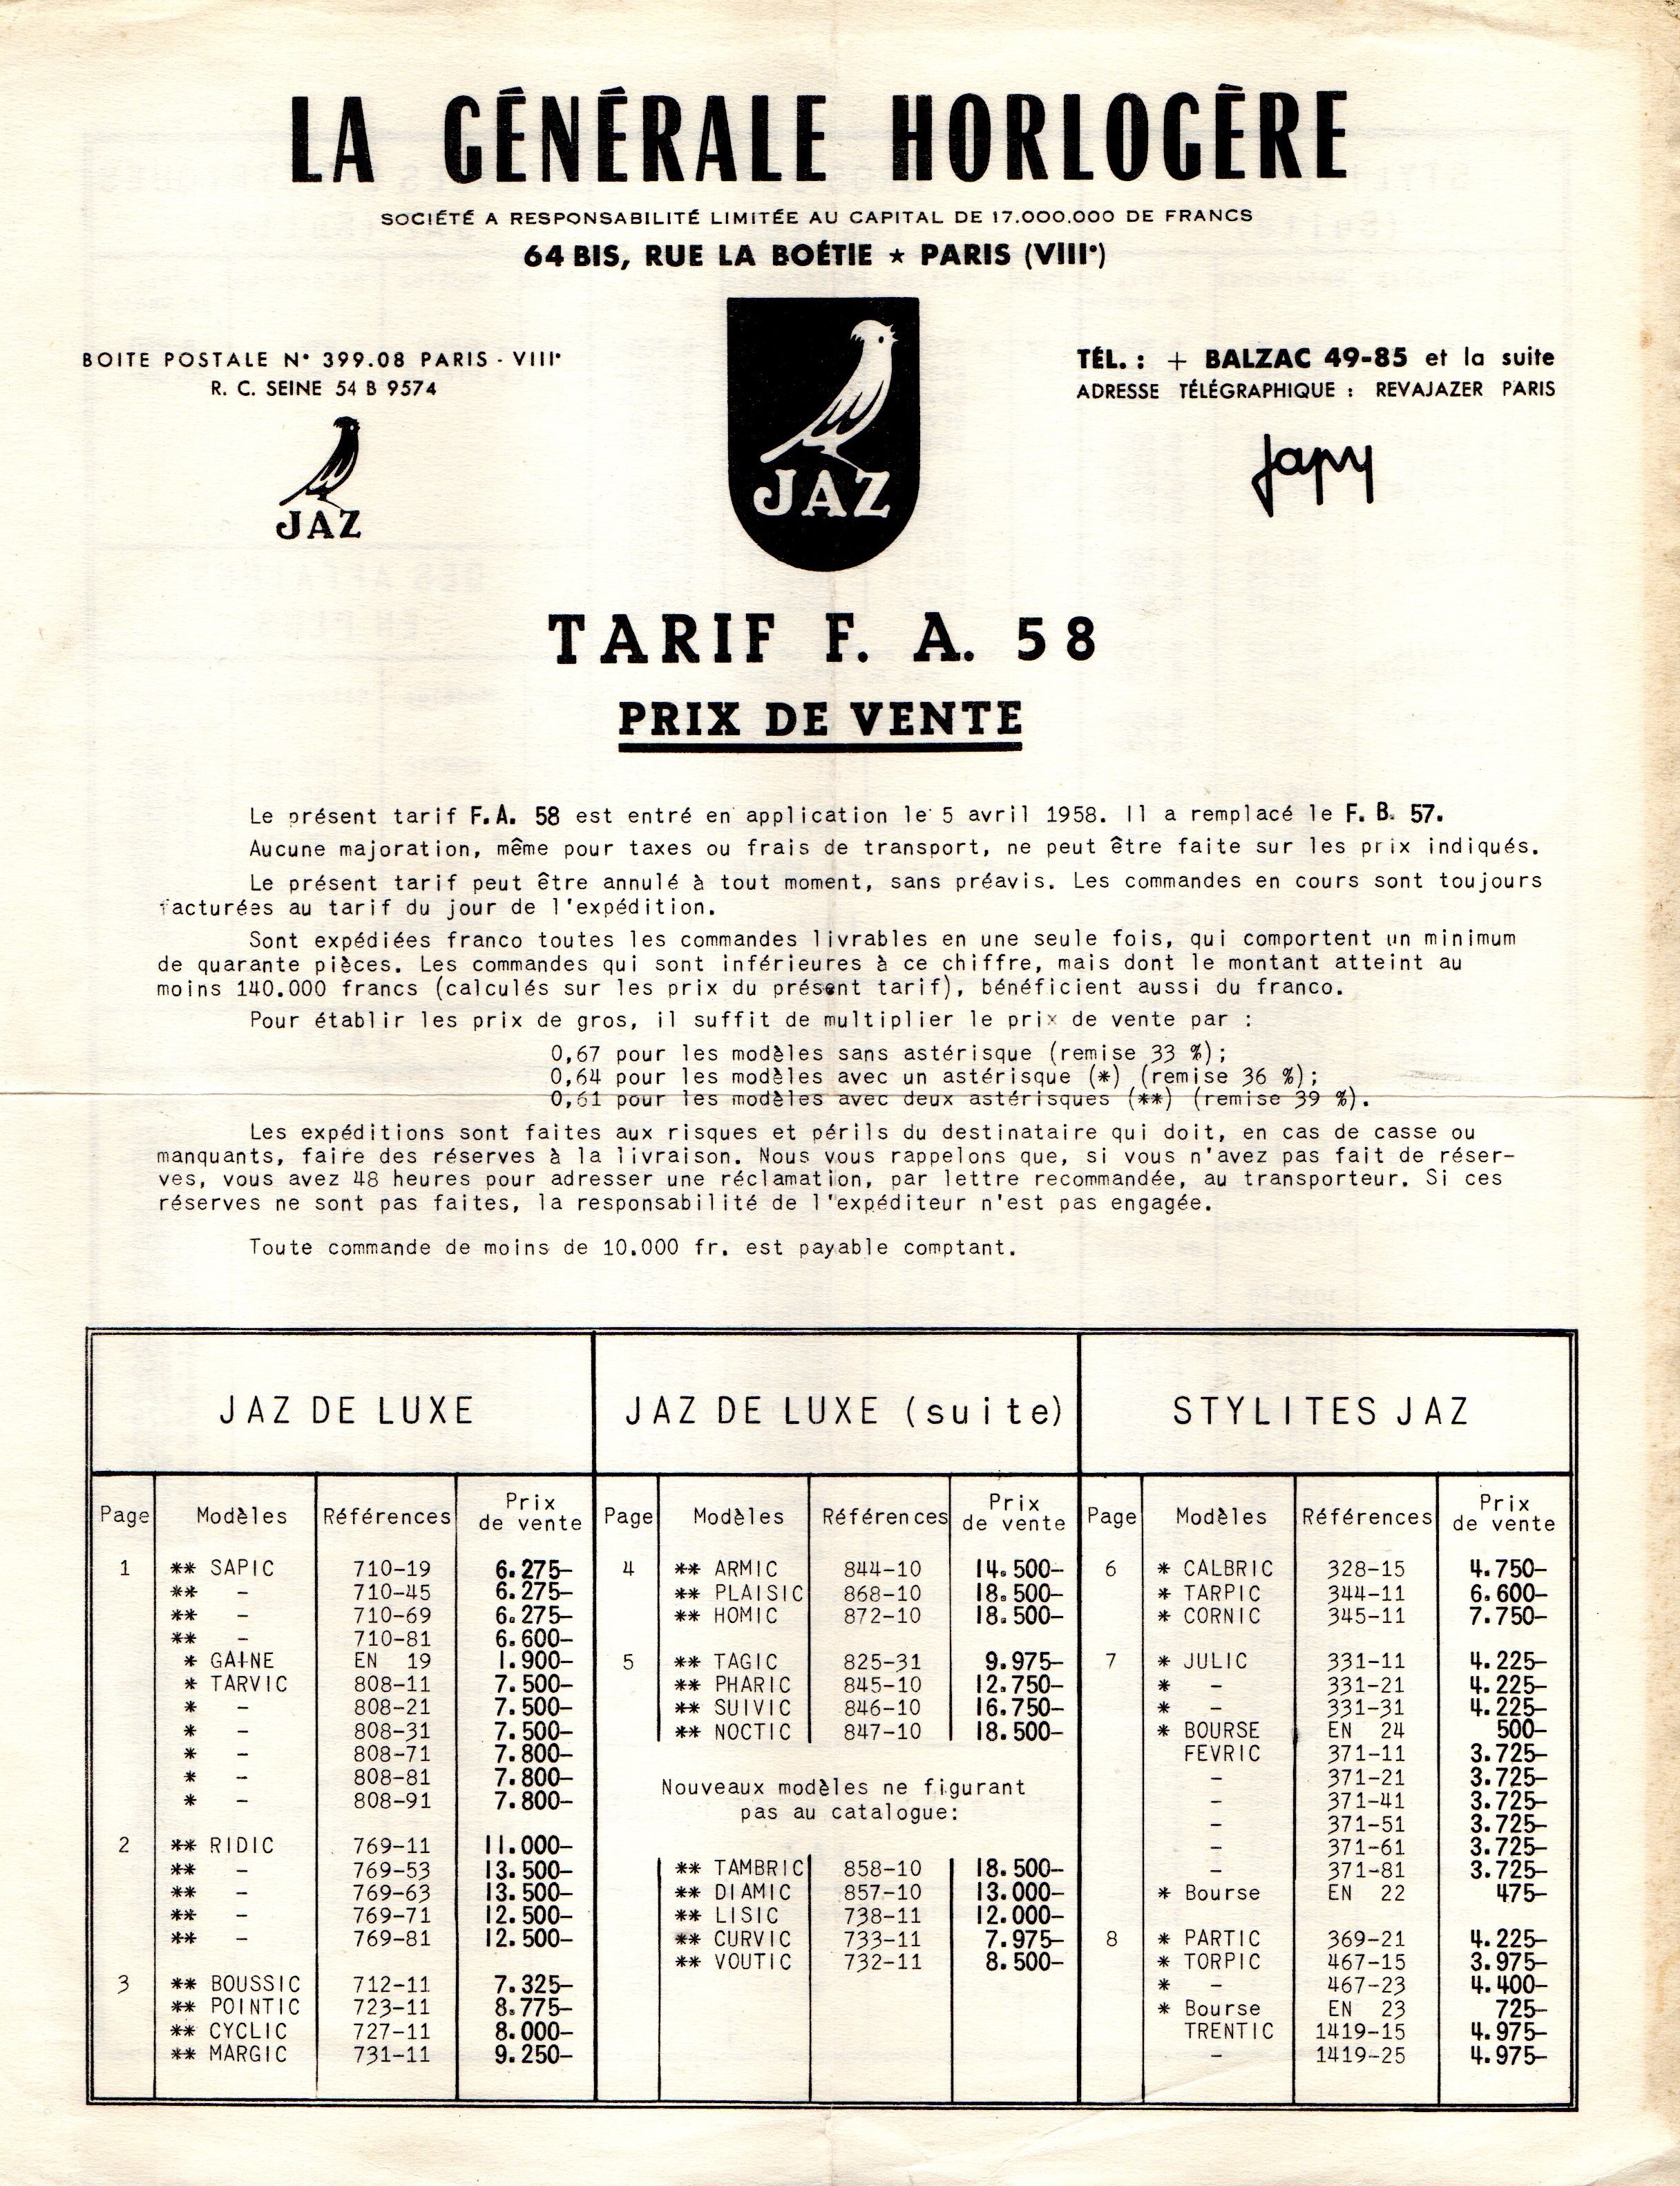 LA GÉNÉRALE HORLOGÈRE
SOCIÉTÉ A RESPONSABILITÉ LIMITÉE AU CAPITAL DE 17.000.000 DE FRANCS
64 BIS, RUE LA BOÉTIE ★ PARIS (VIIIᵉ)
BOITE POSTALE N° 399.08 PARIS - VIIIᵉ
R. C. SEINE 54 B 9574
JAZ
JAZ
TÉL. : + BALZAC 49-85 et la suite
ADRESSE TÉLÉGRAPHIQUE : REVAJAZER PARIS
Japy
TARIF F. A. 58
PRIX DE VENTE
Le présent tarif F.A. 58 est entré en application le 5 avril 1958. Il a remplacé le F. B. 57.
Aucune majoration, même pour taxes ou frais de transport, ne peut être faite sur les prix indiqués.
Le présent tarif peut être annulé à tout moment, sans préavis. Les commandes en cours sont toujours
facturées au tarif du jour de l'expédition.
Sont expédiées franco toutes les commandes livrables en une seule fois, qui comportent un minimum
de quarante pièces. Les commandes qui sont inférieures à ce chiffre, mais dont le montant atteint au
moins 140.000 francs (calculés sur les prix du présent tarif), bénéficient aussi du franco.
Pour établir les prix de gros, il suffit de multiplier le prix de vente par :
0,67 pour les modèles sans astérisque (remise 33 %);
0,64 pour les modèles avec un astérisque (*) (remise 36 %);
0,61 pour les modèles avec deux astérisques (**) (remise 39 %).
Les expéditions sont faites aux risques et périls du destinataire qui doit, en cas de casse ou
manquants, faire des réserves à la livraison. Nous vous rappelons que, si vous n'avez pas fait de réser-
ves, vous avez 48 heures pour adresser une réclamation, par lettre recommandée, au transporteur. Si ces
réserves ne sont pas faites, la responsabilité de l'expéditeur n'est pas engagée.
Toute commande de moins de 10.000 fr. est payable comptant.
JAZ DE LUXE
Page Modèles Références Prix de vente
1 ** SAPIC 710-19 6.275-
** - 710-45 6.275-
** - 710-69 6.275-
** - 710-81 6.600-
* GAINE EN 19 1.900-
* TARVIC 808-11 7.500-
* - 808-21 7.500-
* - 808-31 7.500-
* - 808-71 7.800-
* - 808-81 7.800-
* - 808-91 7.800-
2 ** RIDIC 769-11 11.000-
** - 769-53 13.500-
** - 769-63 13.500-
** - 769-71 12.500-
** - 769-81 12.500-
3 ** BOUSSIC 712-11 7.325-
** POINTIC 723-11 8.775-
** CYCLIC 727-11 8.000-
** MARGIC 731-11 9.250-
JAZ DE LUXE (suite)
Page Modèles Références Prix de vente
4 ** ARMIC 844-10 14.500-
** PLAISIC 868-10 18.500-
** HOMIC 872-10 18.500-
5 ** TAGIC 825-31 9.975-
** PHARIC 845-10 12.750-
** SUIVIC 846-10 16.750-
** NOCTIC 847-10 18.500-
Nouveaux modèles ne figurant
pas au catalogue:
** TAMBRIC 858-10 18.500-
** DIAMIC 857-10 13.000-
** LISIC 738-11 12.000-
** CURVIC 733-11 7.975-
** VOUTIC 732-11 8.500-
STYLITES JAZ
Page Modèles Références Prix de vente
6 * CALBRIC 328-15 4.750-
* TARPIC 344-11 6.600-
* CORNIC 345-11 7.750-
7 * JULIC 331-11 4.225-
* - 331-21 4.225-
* - 331-31 4.225-
* BOURSE EN 24 500-
FEVRIC 371-11 3.725-
- 371-21 3.725-
- 371-41 3.725-
- 371-51 3.725-
- 371-61 3.725-
- 371-81 3.725-
* Bourse EN 22 475-
8 * PARTIC 369-21 4.225-
* TORPIC 467-15 3.975-
* - 467-23 4.400-
* Bourse EN 23 725-
TRENTIC 1419-15 4.975-
- 1419-25 4.975-